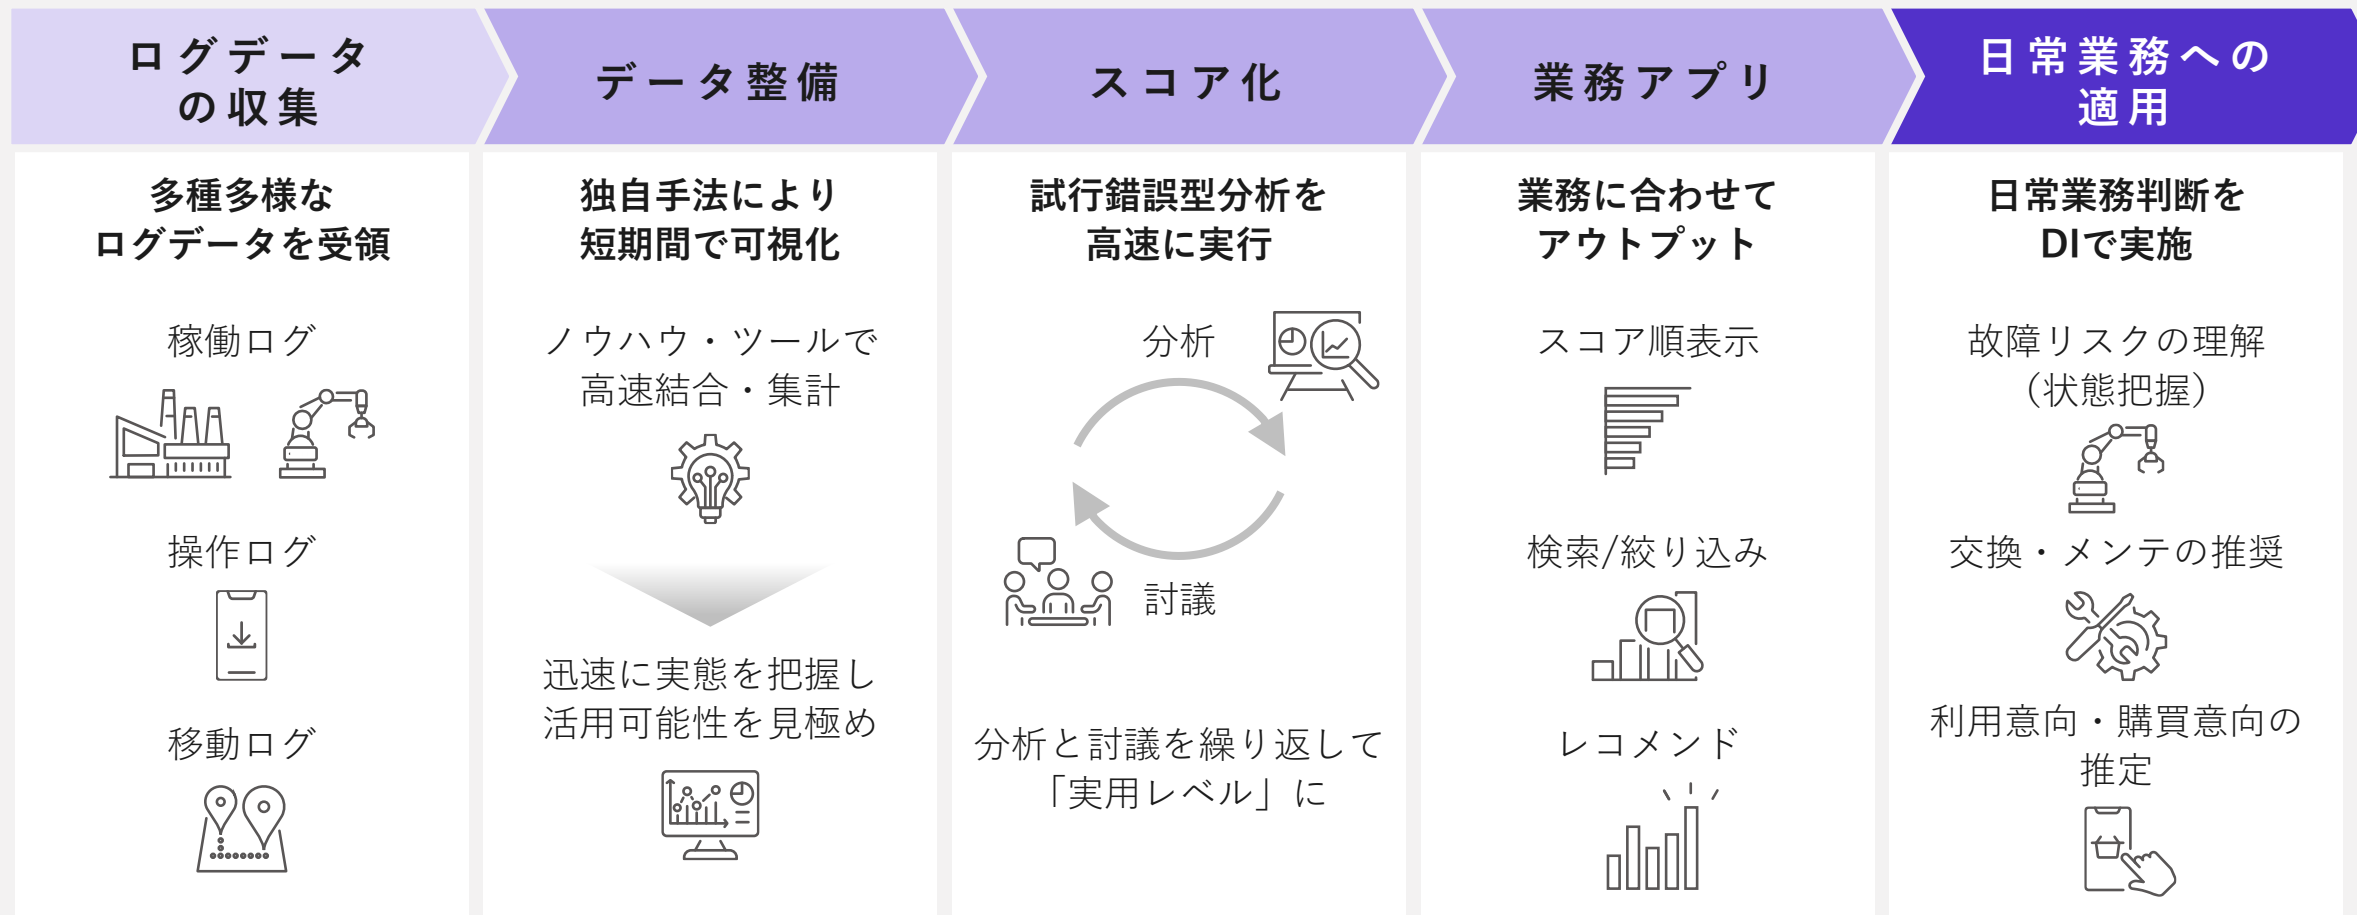 ログデータ
の収集
データ整備
スコア化
業務アプリ
日常業務への
適用
多種多様な
ログデータを受領
稼働ログ
操作ログ
移動ログ
独自手法により
短期間で可視化
ノウハウ・ツールで
高速結合・集計
迅速に実態を把握し
活用可能性を見極め
試行錯誤型分析を
高速に実行
分析
討議
分析と討議を繰り返して
「実用レベル」に
業務に合わせて
アウトプット
スコア順表示
検索/絞り込み
レコメンド
日常業務判断を
DIで実施
故障リスクの理解
（状態把握）
交換・メンテの推奨
利用意向・購買意向の
推定